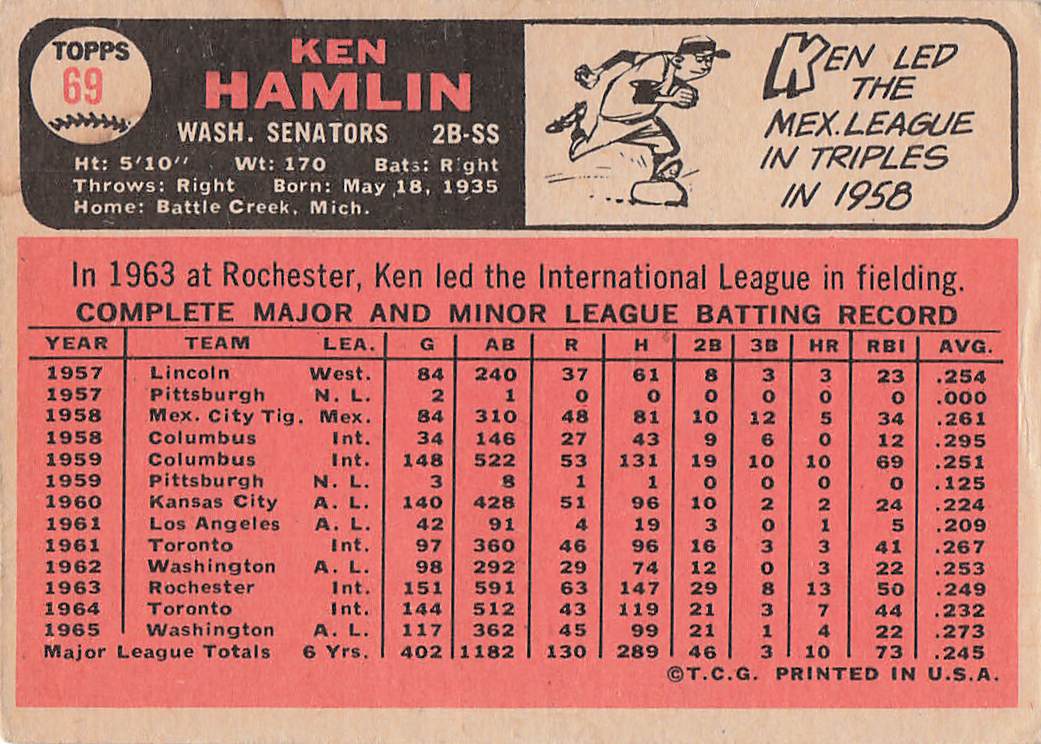 TOPPS
69
KEN
HAMLIN
WASH. SENATORS 2B-SS
Ht: 5'10" Wt: 170 Bats: Right
Throws: Right Born: May 18, 1935
Home: Battle Creek, Mich.
KEN LED
THE
MEX. LEAGUE
IN TRIPLES
IN 1958
In 1963 at Rochester, Ken led the International League in fielding.
COMPLETE MAJOR AND MINOR LEAGUE BATTING RECORD
YEAR TEAM LEA. G AB R H 2B 3B HR RBI AVG.
1957 Lincoln West. 84 240 37 61 8 3 3 23 .254
1957 Pittsburgh N. L. 2 1 0 0 0 0 0 0 .000
1958 Mex. City Tig. Mex. 84 310 48 81 10 12 5 34 .261
1958 Columbus Int. 34 146 27 43 9 6 0 12 .295
1959 Columbus Int. 148 522 53 131 19 10 10 69 .251
1959 Pittsburgh N. L. 3 8 1 1 0 0 0 0 .125
1960 Kansas City A. L. 140 428 51 96 10 2 2 24 .224
1961 Los Angeles A. L. 42 91 4 19 3 0 1 5 .209
1961 Toronto Int. 97 360 46 96 16 3 3 41 .267
1962 Washington A. L. 98 292 29 74 12 0 3 22 .253
1963 Rochester Int. 151 591 63 147 29 8 13 50 .249
1964 Toronto Int. 144 512 43 119 21 3 7 44 .232
1965 Washington A. L. 117 362 45 99 21 1 4 22 .273
Major League Totals 6 Yrs. 402 1182 130 289 46 3 10 73 .245
©T.C.G. PRINTED IN U.S.A.